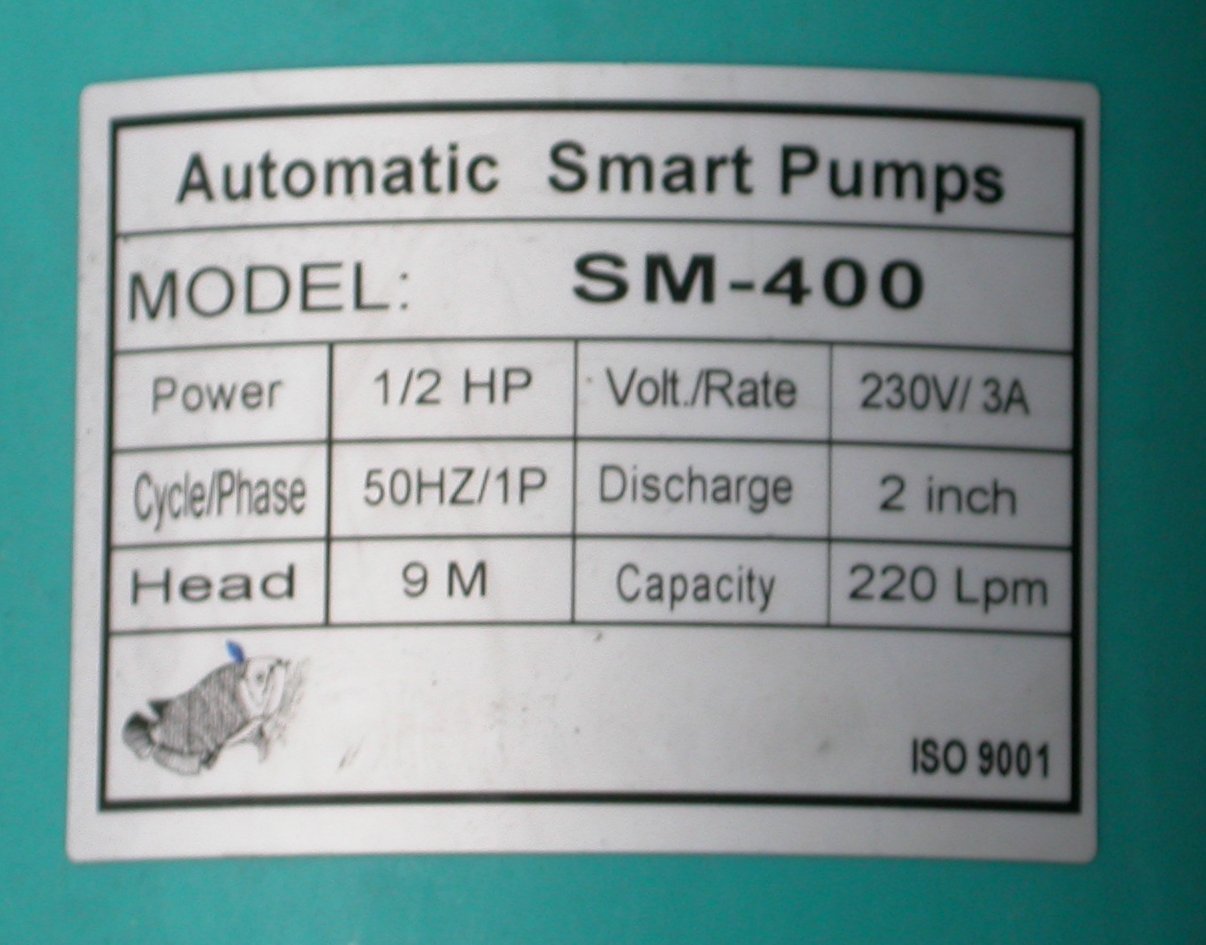 Automatic Smart Pumps
MODEL: SM-400
Power 1/2 HP Volt./Rate 230V/ 3A
Cycle/Phase 50HZ/1P Discharge 2 inch
Head 9 M Capacity 220 Lpm
ISO 9001